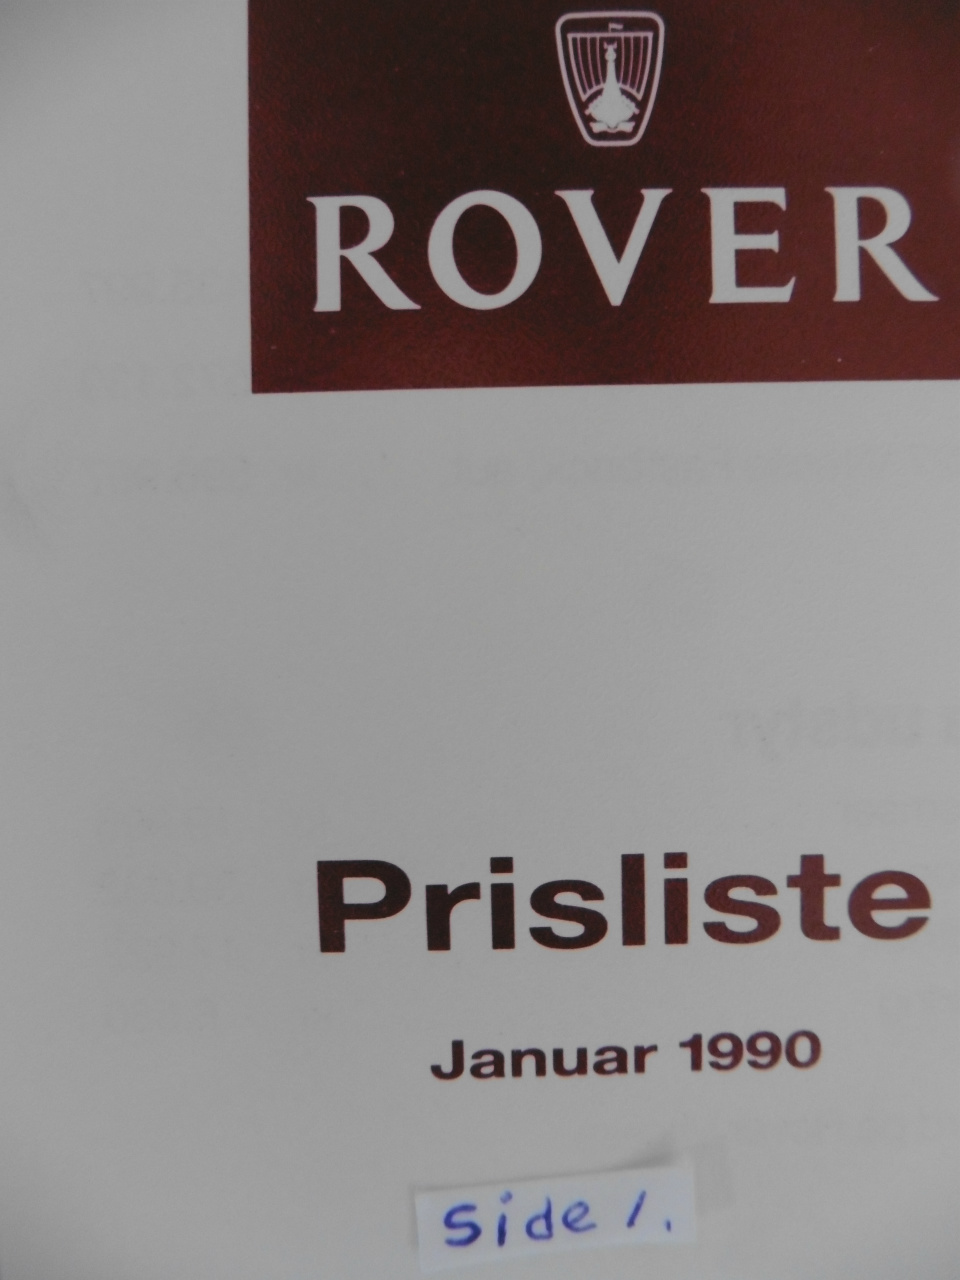 ROVER
Prisliste
Januar 1990
Side 1.